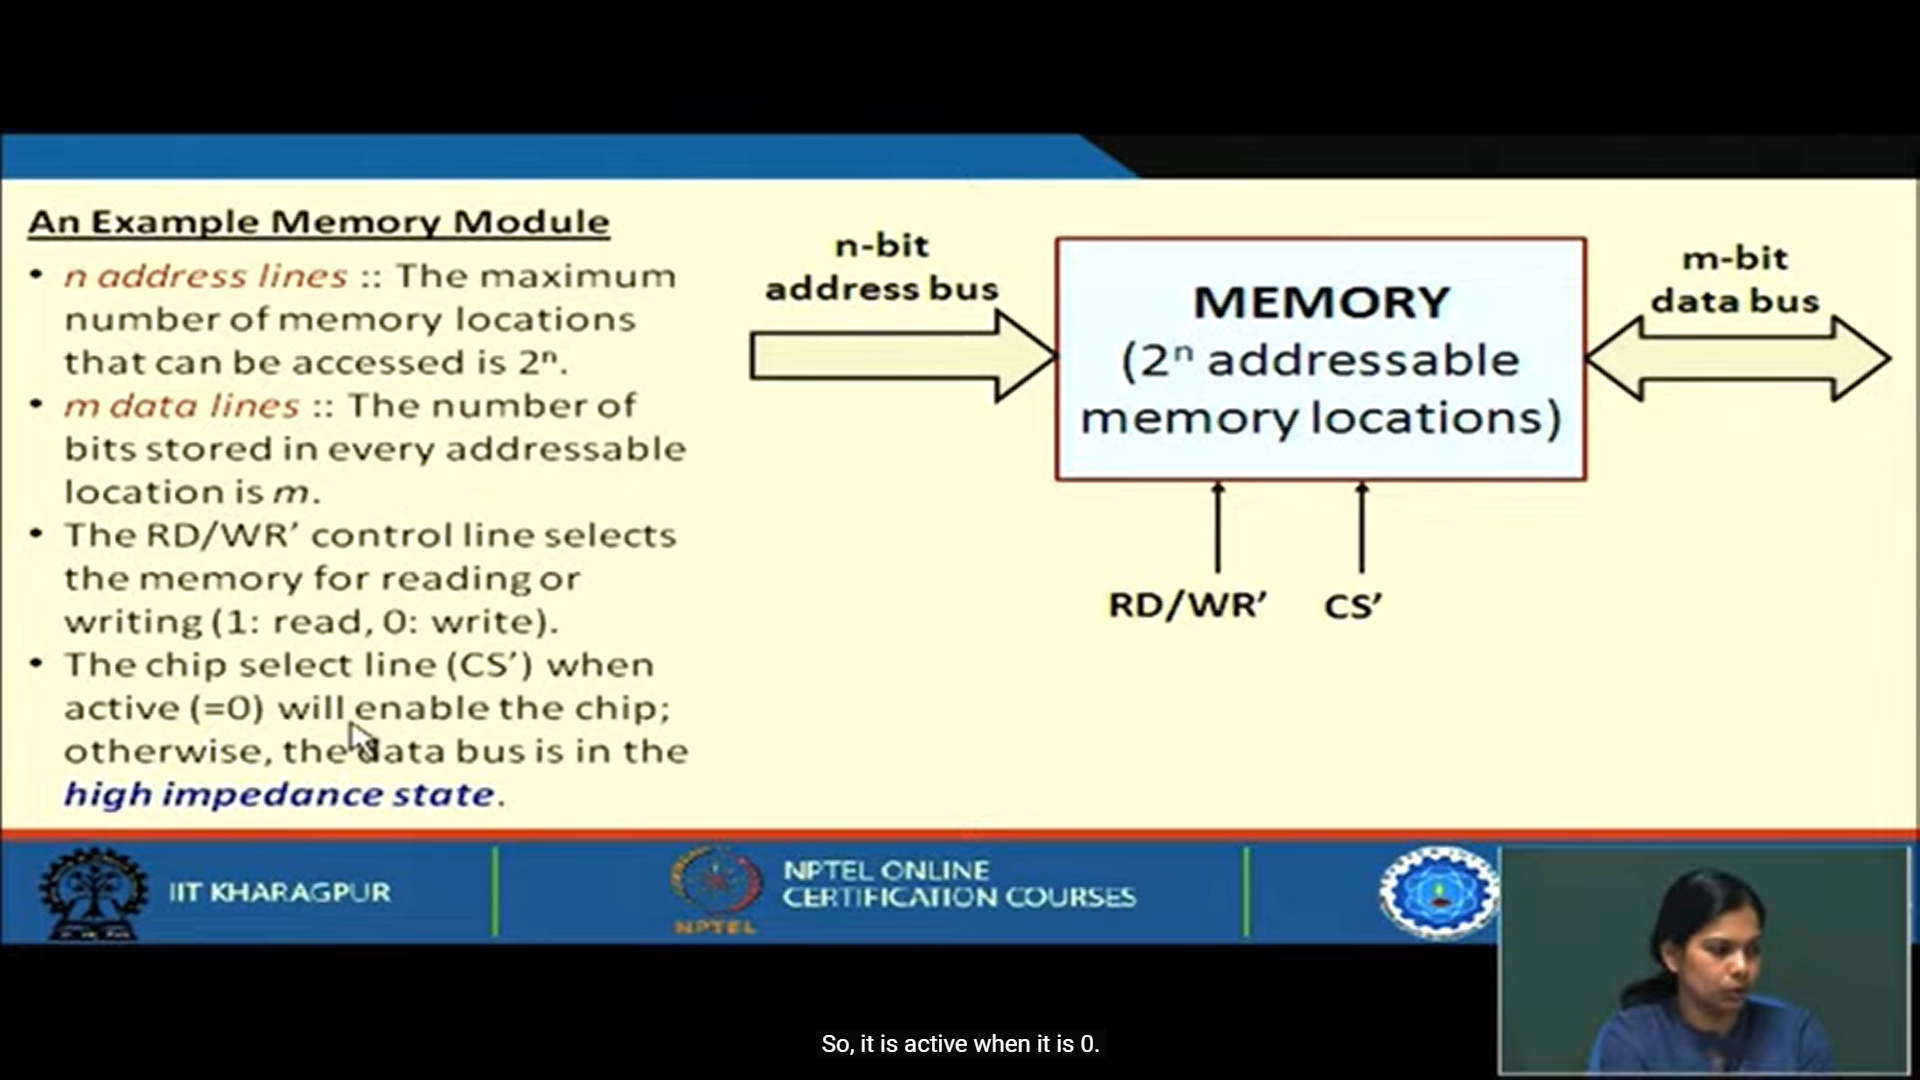 An Example Memory Module
• n address lines :: The maximum
number of memory locations
that can be accessed is 2ⁿ.
• m data lines :: The number of
bits stored in every addressable
location is m.
• The RD/WR’ control line selects
the memory for reading or
writing (1: read, 0: write).
• The chip select line (CS’) when
active (=0) will enable the chip;
otherwise, the data bus is in the
high impedance state.
n-bit
address bus
MEMORY
(2ⁿ addressable
memory locations)
m-bit
data bus
RD/WR’
CS’
IIT KHARAGPUR
NPTEL
NPTEL ONLINE
CERTIFICATION COURSES
So, it is active when it is 0.